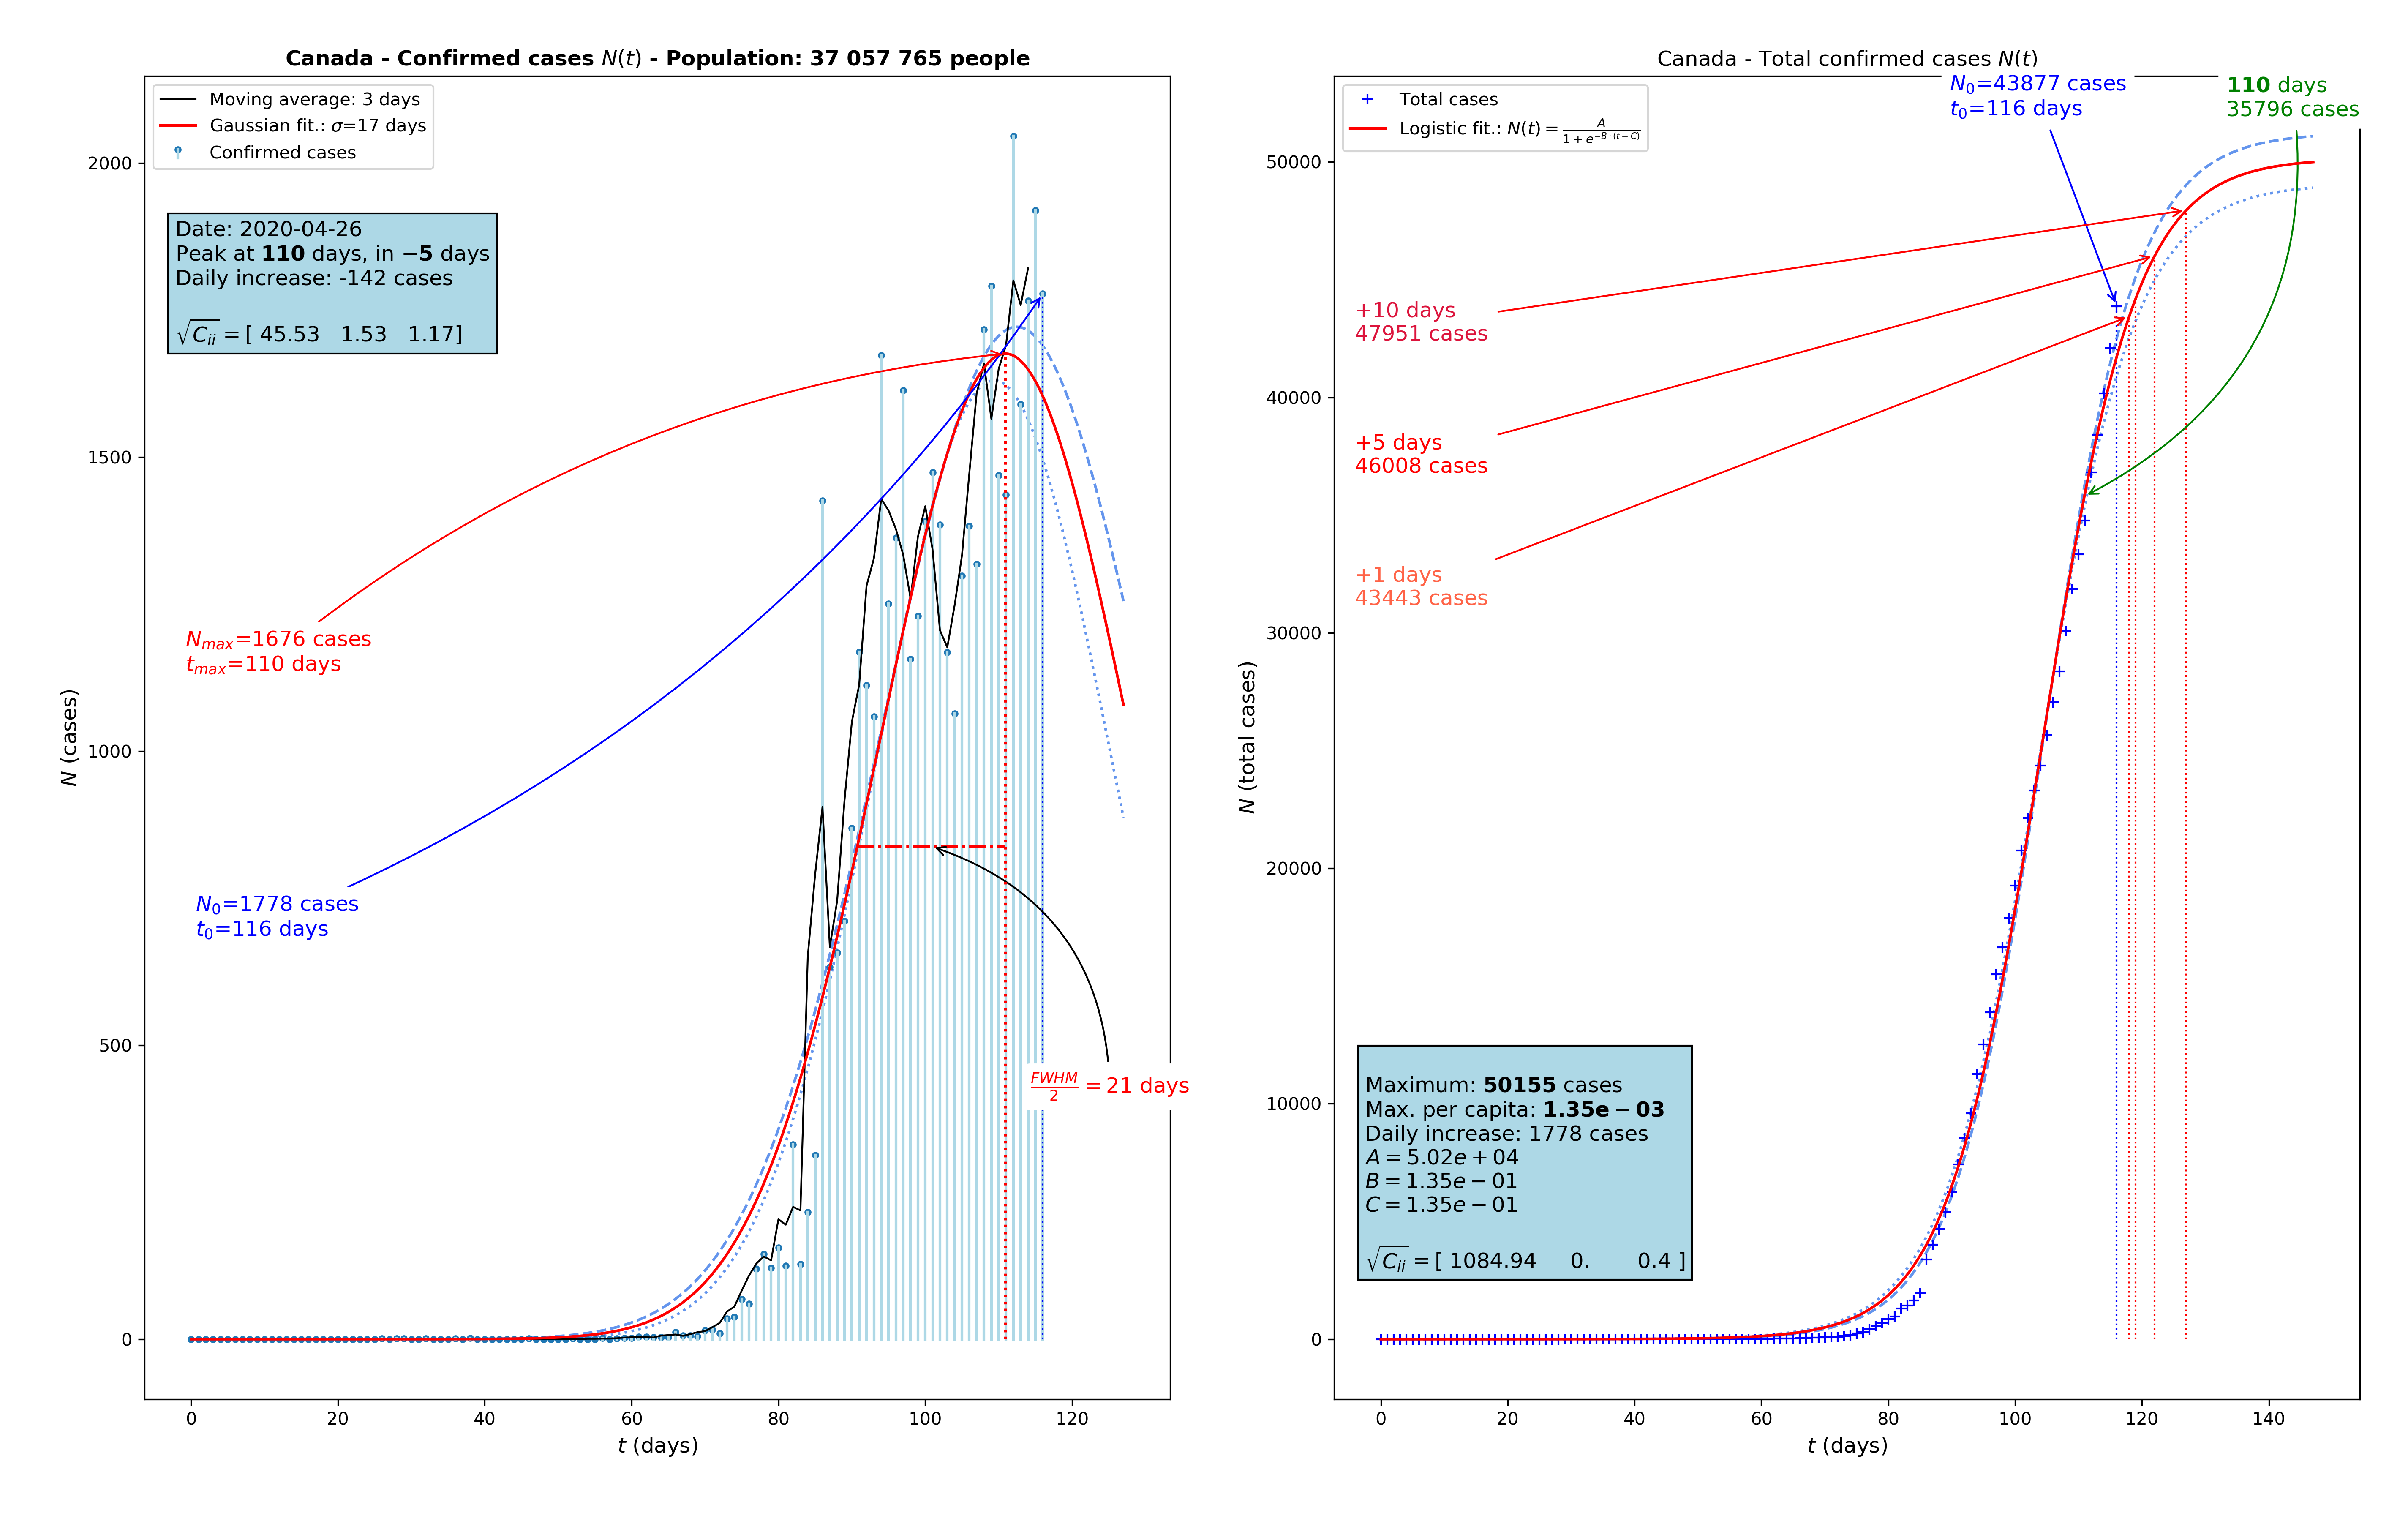 Canada - Confirmed cases N(t) - Population: 37 057 765 people
Moving average: 3 days
Gaussian fit.: σ=17 days
Confirmed cases
Date: 2020-04-26
Peak at 110 days, in −5 days
Daily increase: -142 cases
√C_ii = [ 45.53 1.53 1.17]
N_max=1676 cases
t_max=110 days
N_0=1778 cases
t_0=116 days
FWHM/2 = 21 days
N (cases)
2000
1500
1000
500
0
0 20 40 60 80 100 120
t (days)
Canada - Total confirmed cases N(t)
Total cases
Logistic fit.: N(t) = A/(1 + e^(−B·(t−C)))
N_0=43877 cases
t_0=116 days
110 days
35796 cases
+10 days
47951 cases
+5 days
46008 cases
+1 days
43443 cases
Maximum: 50155 cases
Max. per capita: 1.35e − 03
Daily increase: 1778 cases
A = 5.02e + 04
B = 1.35e − 01
C = 1.35e − 01
√C_ii = [ 1084.94 0. 0.4 ]
N (total cases)
50000
40000
30000
20000
10000
0
0 20 40 60 80 100 120 140
t (days)